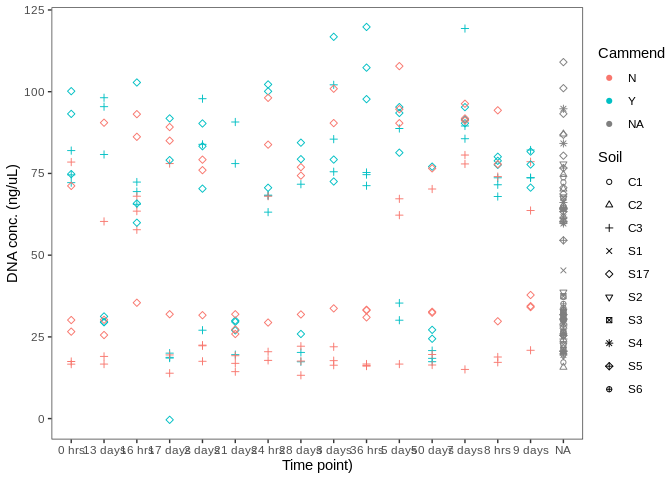 125
100
75
50
25
0
DNA conc. (ng/uL)
0 hrs 13 days 16 hrs 17 days 2 days 21 days 24 hrs 28 days 3 days 36 hrs 5 days 50 days 7 days 8 hrs 9 days NA
Time point)
Cammend
N
Y
NA
Soil
C1
C2
C3
S1
S17
S2
S3
S4
S5
S6